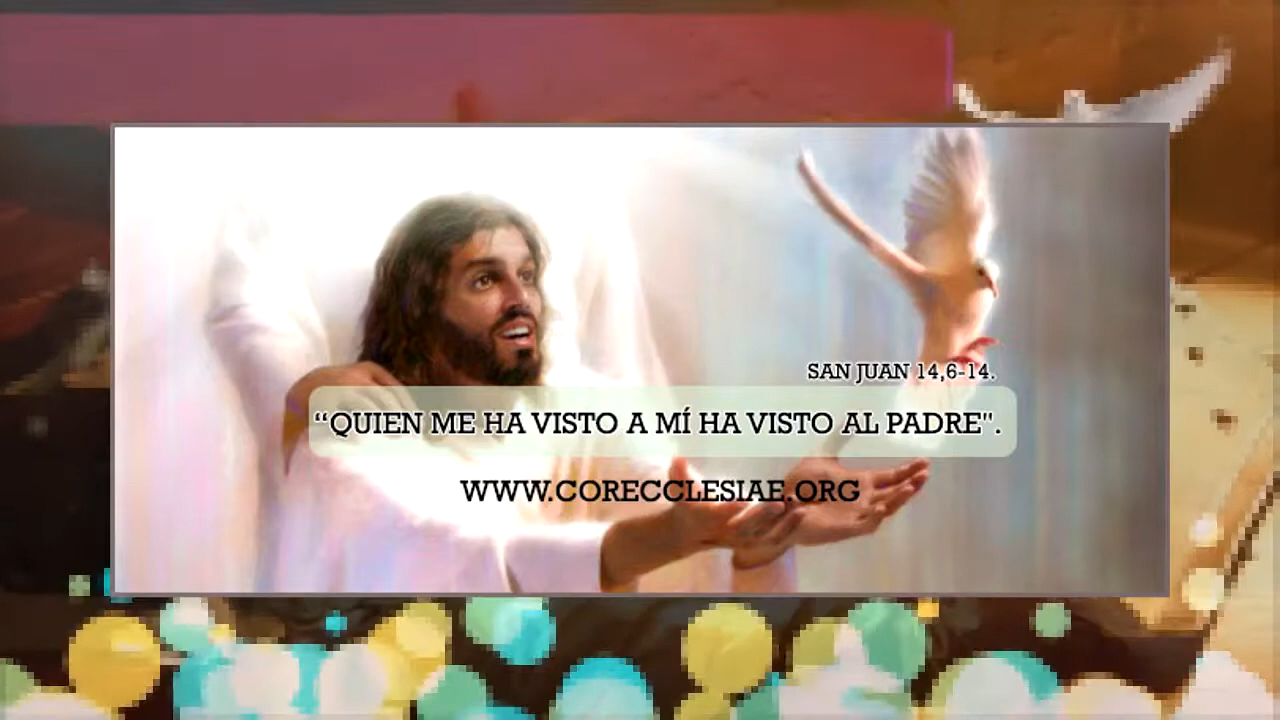 SAN JUAN 14,6-14.
“QUIEN ME HA VISTO A MÍ HA VISTO AL PADRE".
WWW.CORECCLESIAE.ORG